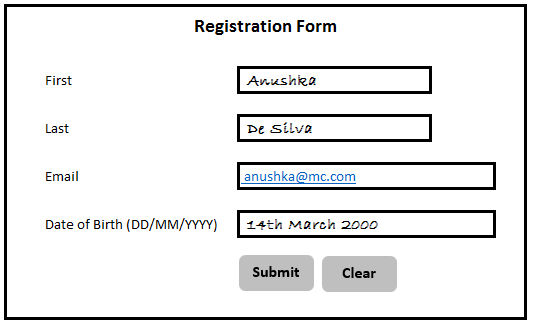 Registration Form
First Anushka
Last De Silva
Email anushka@mc.com
Date of Birth (DD/MM/YYYY) 14th March 2000
Submit Clear